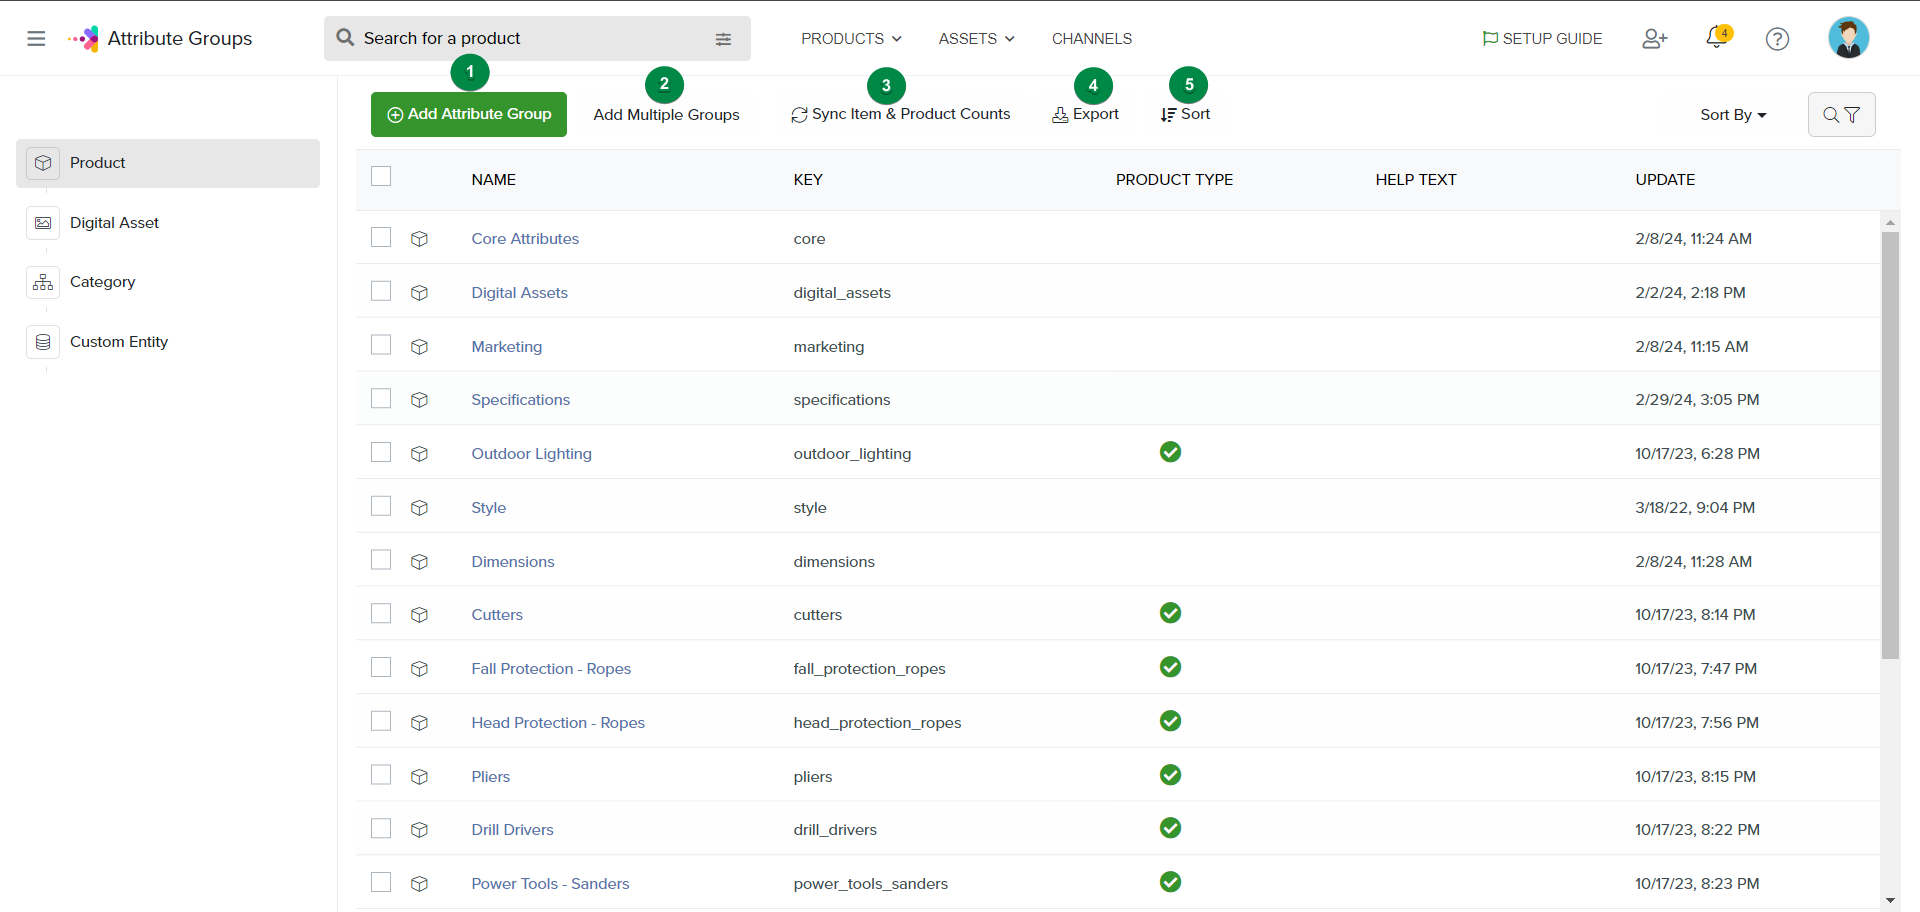 Attribute Groups
Search for a product
PRODUCTS
ASSETS
CHANNELS
SETUP GUIDE
4
1
2
3
4
5
Add Attribute Group
Add Multiple Groups
Sync Item & Product Counts
Export
Sort
Sort By
Product
Digital Asset
Category
Custom Entity
NAME KEY PRODUCT TYPE HELP TEXT UPDATE
Core Attributes core 2/8/24, 11:24 AM
Digital Assets digital_assets 2/2/24, 2:18 PM
Marketing marketing 2/8/24, 11:15 AM
Specifications specifications 2/29/24, 3:05 PM
Outdoor Lighting outdoor_lighting 10/17/23, 6:28 PM
Style style 3/18/22, 9:04 PM
Dimensions dimensions 2/8/24, 11:28 AM
Cutters cutters 10/17/23, 8:14 PM
Fall Protection - Ropes fall_protection_ropes 10/17/23, 7:47 PM
Head Protection - Ropes head_protection_ropes 10/17/23, 7:56 PM
Pliers pliers 10/17/23, 8:15 PM
Drill Drivers drill_drivers 10/17/23, 8:22 PM
Power Tools - Sanders power_tools_sanders 10/17/23, 8:23 PM